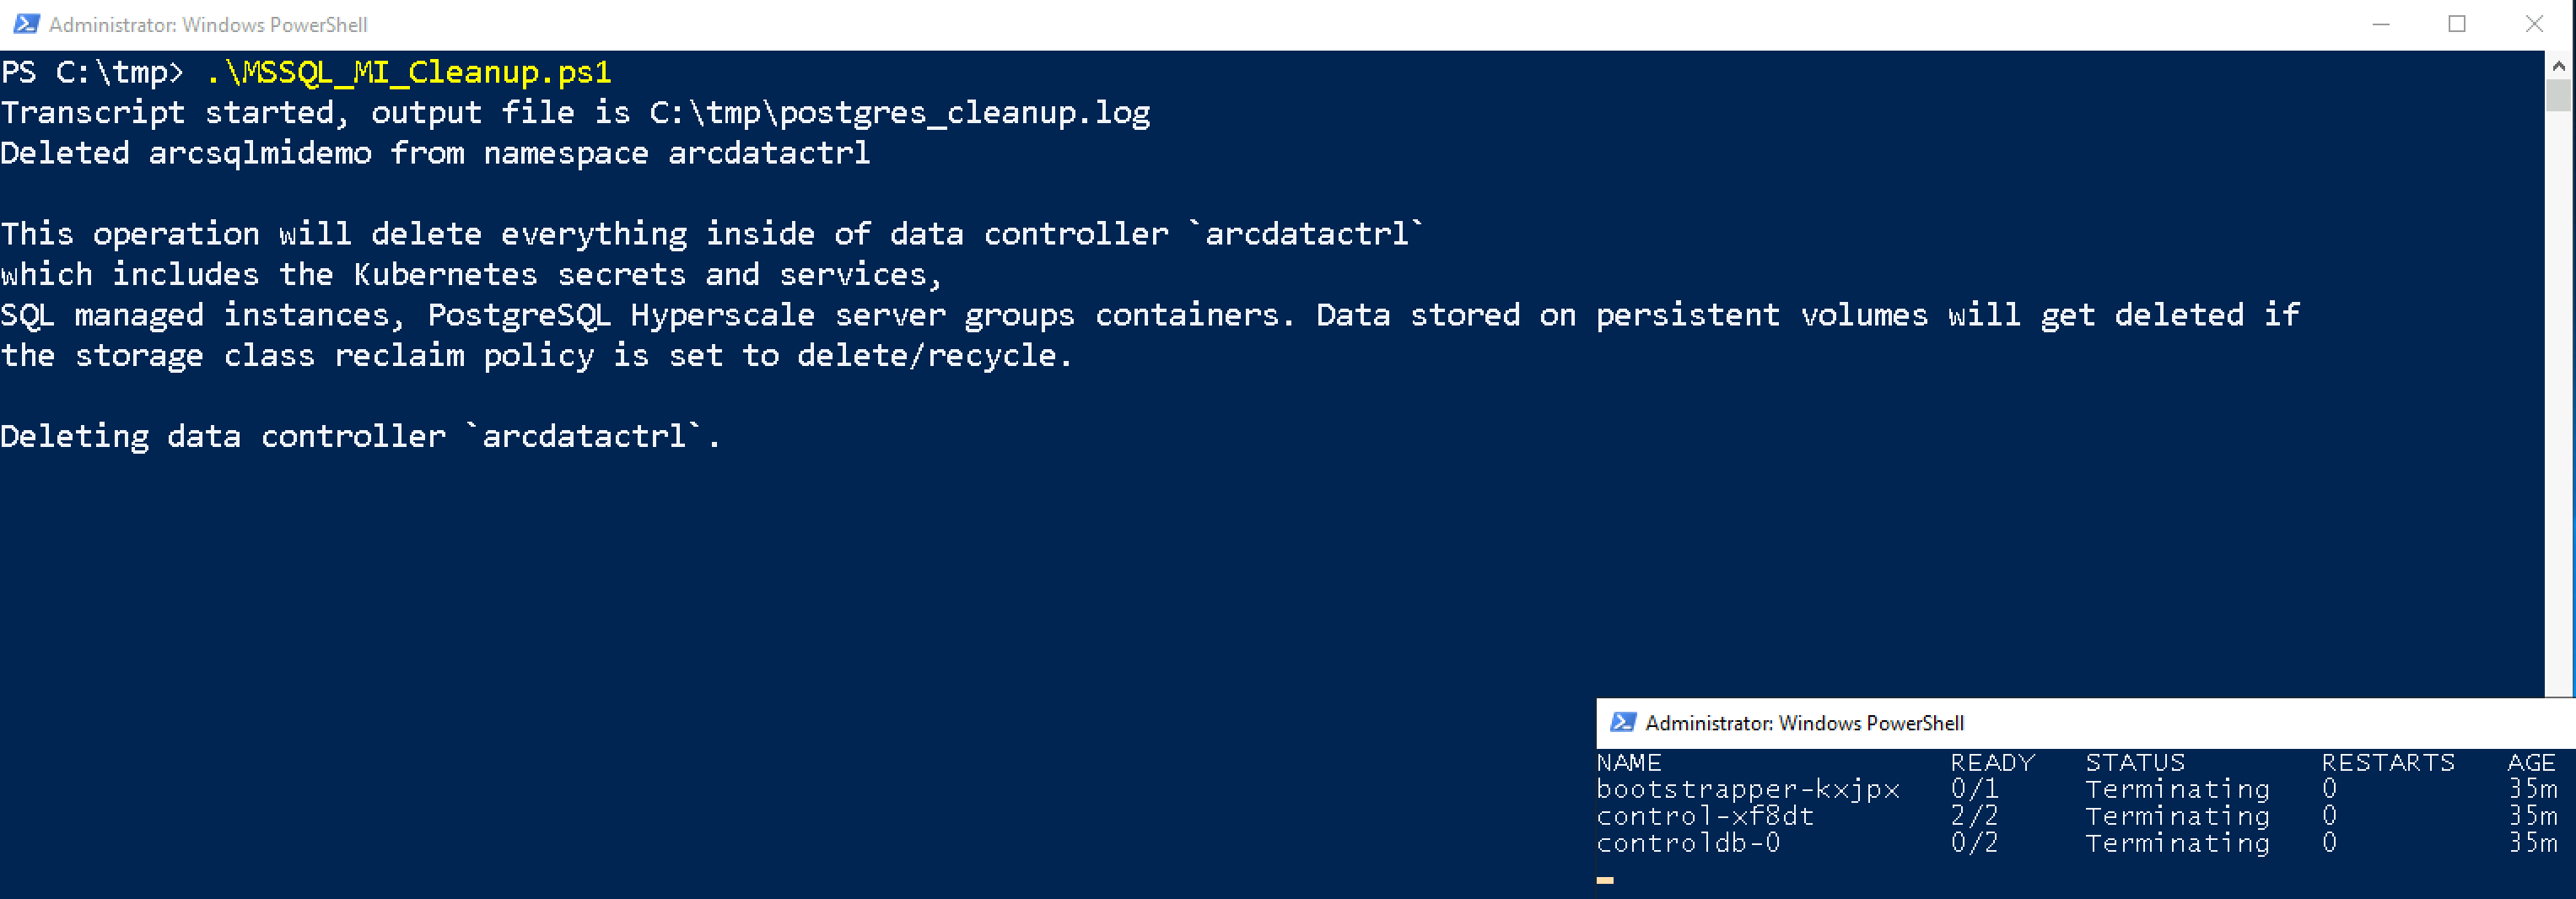 Administrator: Windows PowerShell
PS C:\tmp> .\MSSQL_MI_Cleanup.ps1
Transcript started, output file is C:\tmp\postgres_cleanup.log
Deleted arcsqlmidemo from namespace arcdatactrl
This operation will delete everything inside of data controller `arcdatactrl`
which includes the Kubernetes secrets and services,
SQL managed instances, PostgreSQL Hyperscale server groups containers. Data stored on persistent volumes will get deleted if
the storage class reclaim policy is set to delete/recycle.
Deleting data controller `arcdatactrl`.
Administrator: Windows PowerShell
NAME READY STATUS RESTARTS AGE
bootstrapper-kxjpx 0/1 Terminating 0 35m
control-xf8dt 2/2 Terminating 0 35m
controldb-0 0/2 Terminating 0 35m